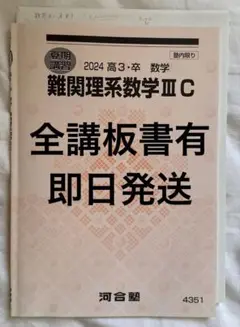 夏期
講習
塾内限り
2024 高3・卒 数学
難関理系数学ⅢC
全講板書有
即日発送
河合塾
4351